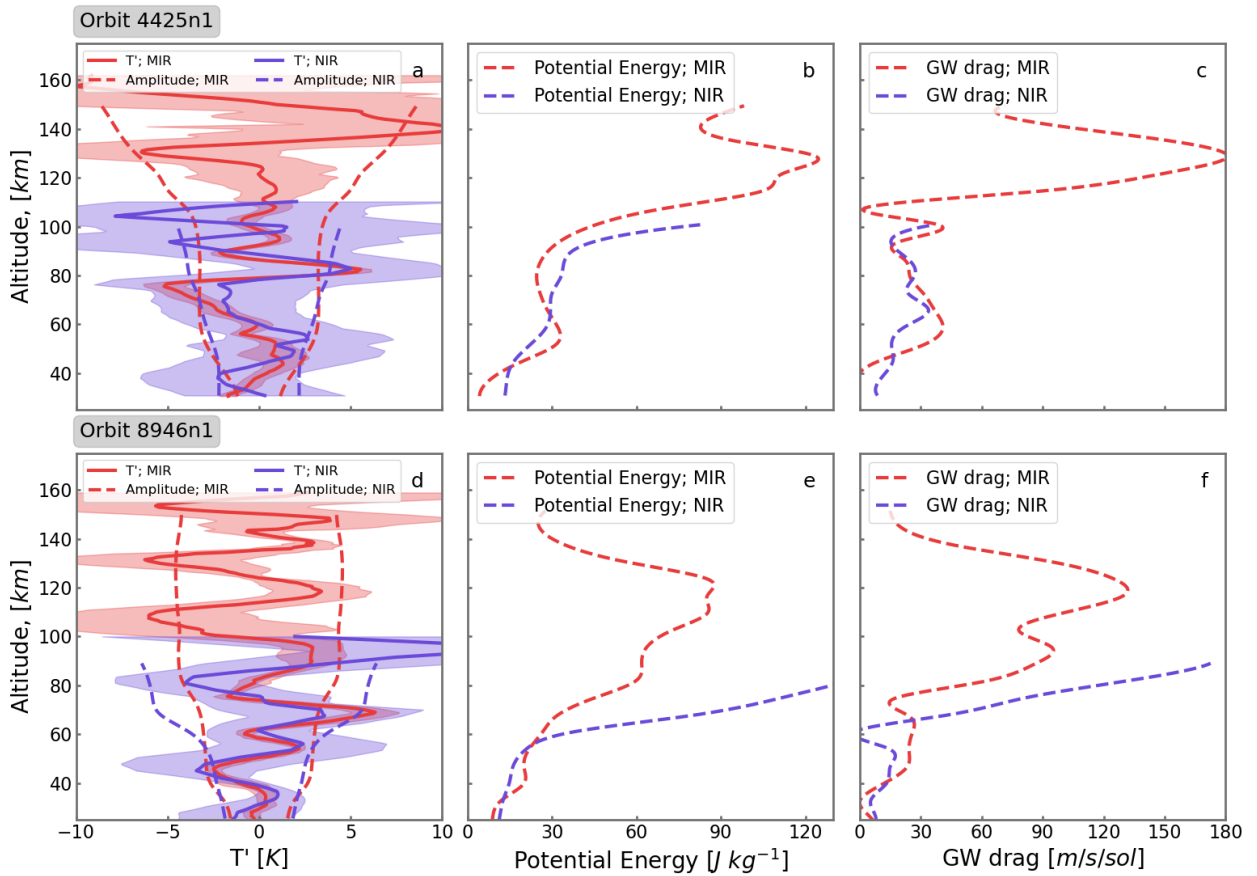 Orbit 4425n1
T'; MIR
Amplitude; MIR
T'; NIR
Amplitude; NIR
a
Potential Energy; MIR
Potential Energy; NIR
b
GW drag; MIR
GW drag; NIR
c
Altitude, [km]
160
140
120
100
80
60
40
Orbit 8946n1
T'; MIR
Amplitude; MIR
T'; NIR
Amplitude; NIR
d
Potential Energy; MIR
Potential Energy; NIR
e
GW drag; MIR
GW drag; NIR
f
Altitude, [km]
160
140
120
100
80
60
40
−10 −5 0 5 10
0 30 60 90 120
0 30 60 90 120 150 180
T' [K]
Potential Energy [J kg⁻¹]
GW drag [m/s/sol]